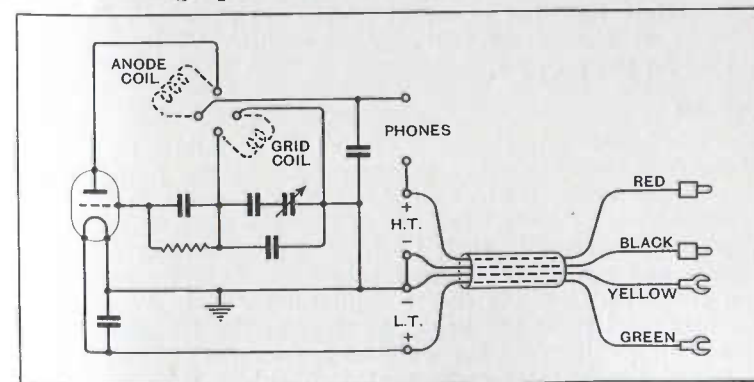 ANODE
COIL
GRID
COIL
PHONES
+
H.T.
−
L.T.
+
RED
BLACK
YELLOW
GREEN